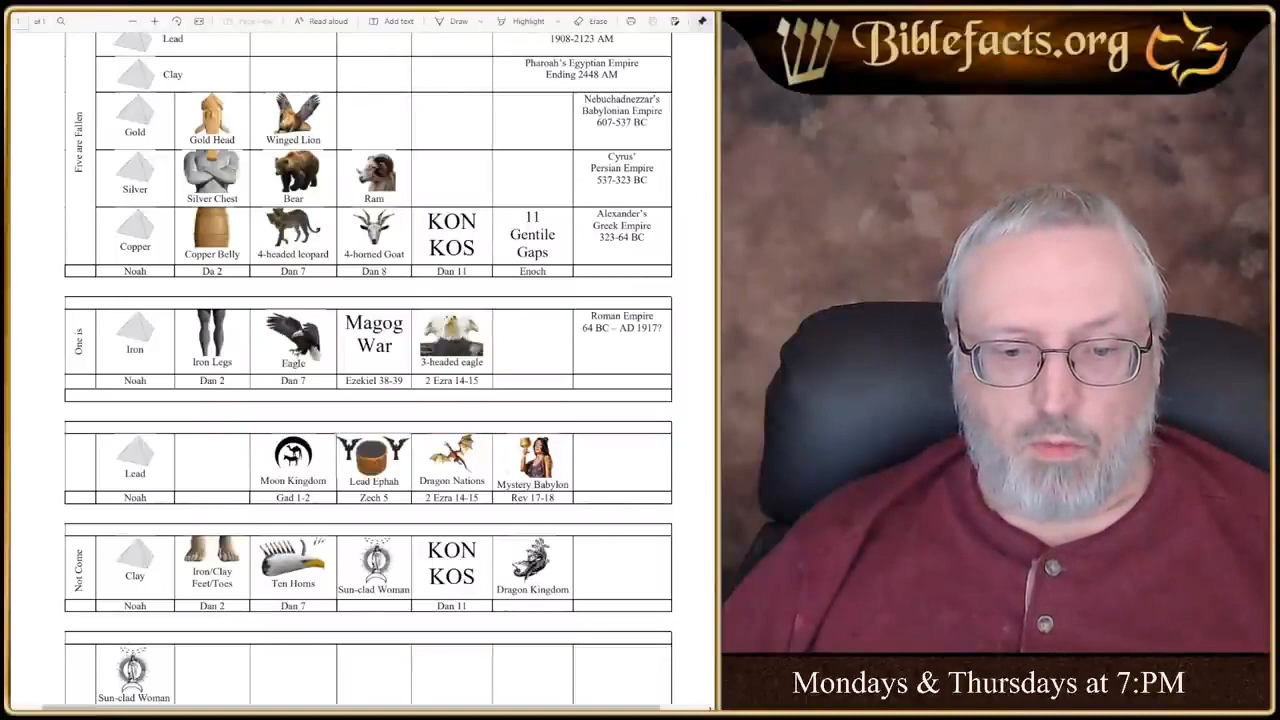 1 of 1
Read aloud
Add text
Draw
Highlight
Erase
Biblefacts.org
Lead
1908-2123 AM
Clay
Pharoah's Egyptian Empire
Ending 2448 AM
Five are Fallen
Gold
Gold Head
Winged Lion
Nebuchadnezzar's
Babylonian Empire
607-537 BC
Silver
Silver Chest
Bear
Ram
Cyrus'
Persian Empire
537-323 BC
Copper
Copper Belly
4-headed leopard
4-horned Goat
KON
KOS
11
Gentile
Gaps
Alexander's
Greek Empire
323-64 BC
Noah
Da 2
Dan 7
Dan 8
Dan 11
Enoch
One is
Iron
Iron Legs
Eagle
Magog
War
3-headed eagle
Roman Empire
64 BC – AD 1917?
Noah
Dan 2
Dan 7
Ezekiel 38-39
2 Ezra 14-15
Lead
Moon Kingdom
Lead Ephah
Dragon Nations
Mystery Babylon
Noah
Gad 1-2
Zech 5
2 Ezra 14-15
Rev 17-18
Not Come
Clay
Iron/Clay
Feet/Toes
Ten Horns
Sun-clad Woman
KON
KOS
Dragon Kingdom
Noah
Dan 2
Dan 7
Dan 11
Sun-clad Woman
Mondays & Thursdays at 7:PM